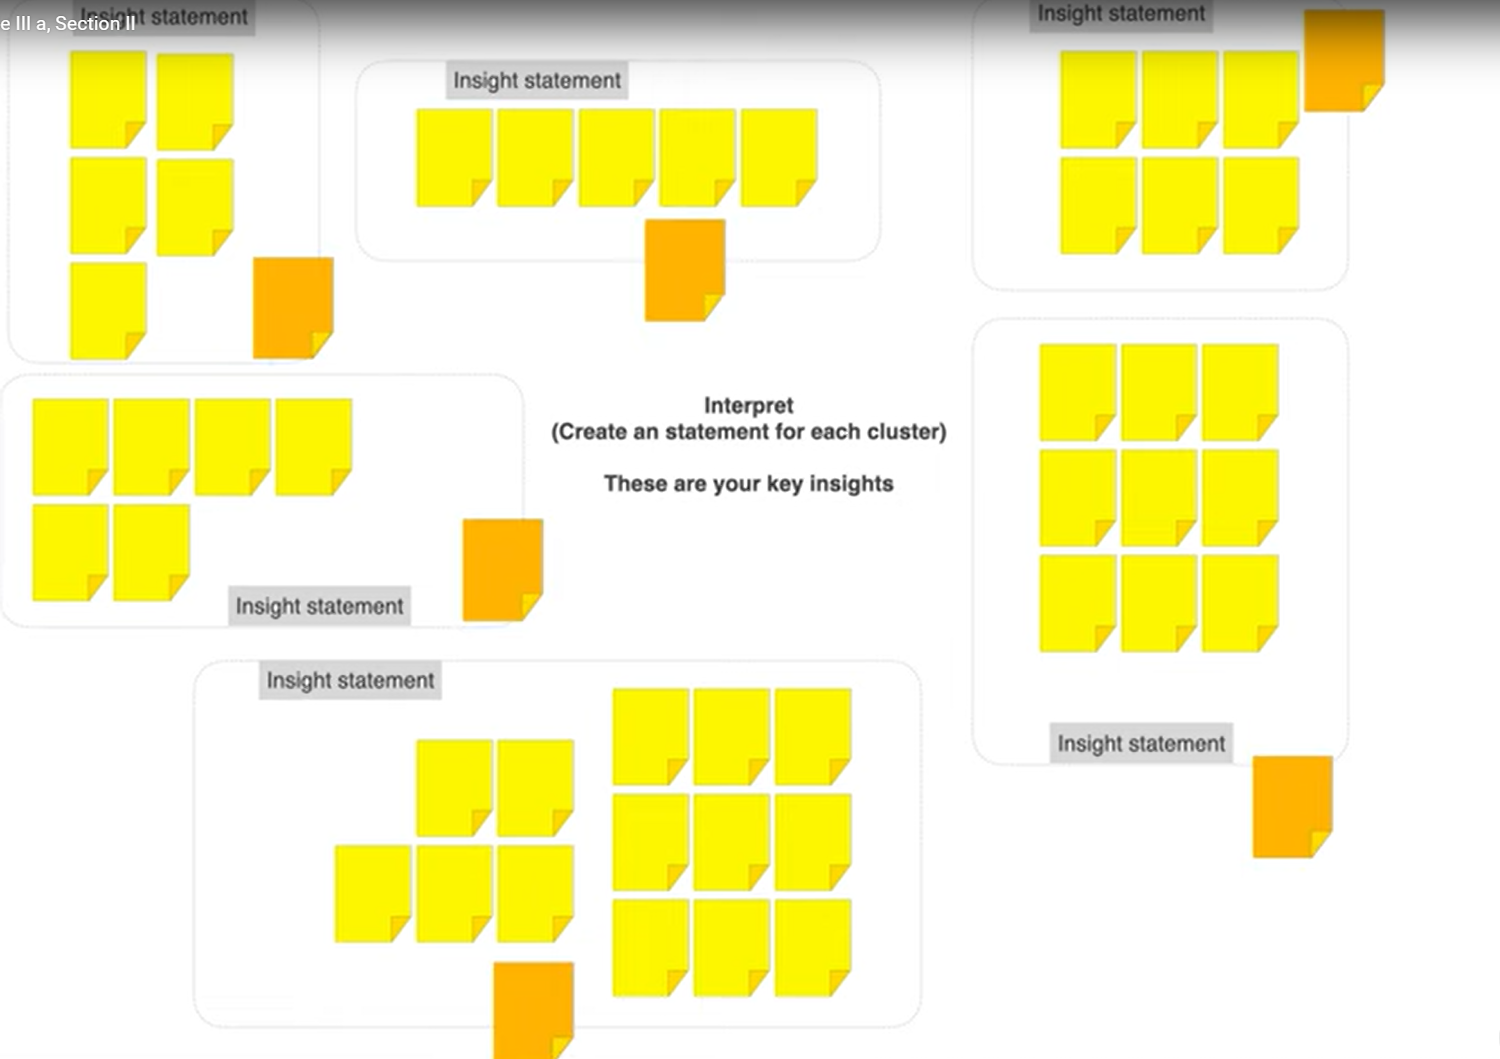 e III a, Section II
Insight statement
Insight statement
Insight statement
Interpret
(Create an statement for each cluster)
These are your key insights
Insight statement
Insight statement
Insight statement